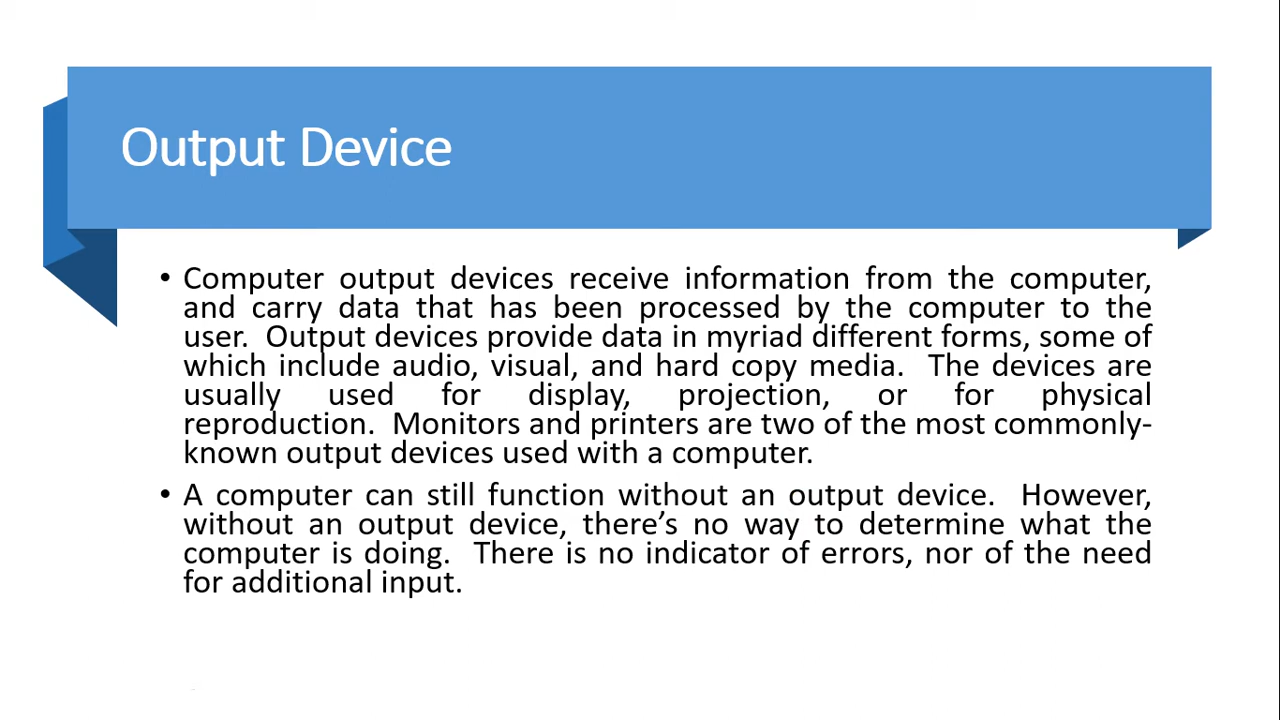 Output Device
• Computer output devices receive information from the computer,
and carry data that has been processed by the computer to the
user.  Output devices provide data in myriad different forms, some of
which include audio, visual, and hard copy media.  The devices are
usually used for display, projection, or for physical
reproduction.  Monitors and printers are two of the most commonly-
known output devices used with a computer.
• A computer can still function without an output device.  However,
without an output device, there’s no way to determine what the
computer is doing.  There is no indicator of errors, nor of the need
for additional input.